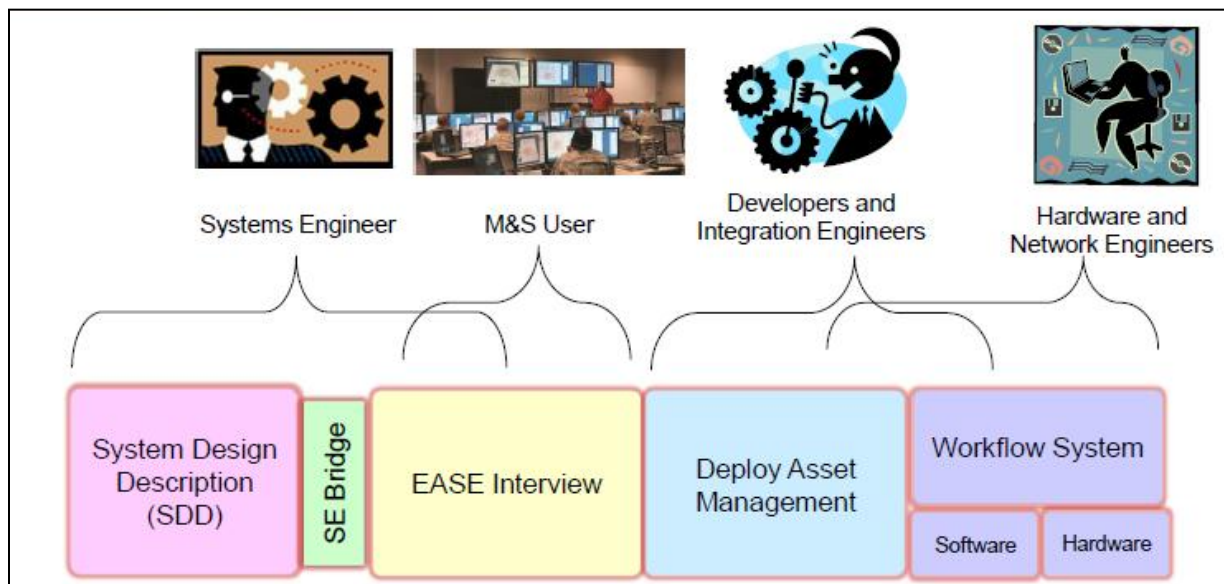 Systems Engineer
M&S User
Developers and
Integration Engineers
Hardware and
Network Engineers
System Design
Description
(SDD)
SE Bridge
EASE Interview
Deploy Asset
Management
Workflow System
Software
Hardware